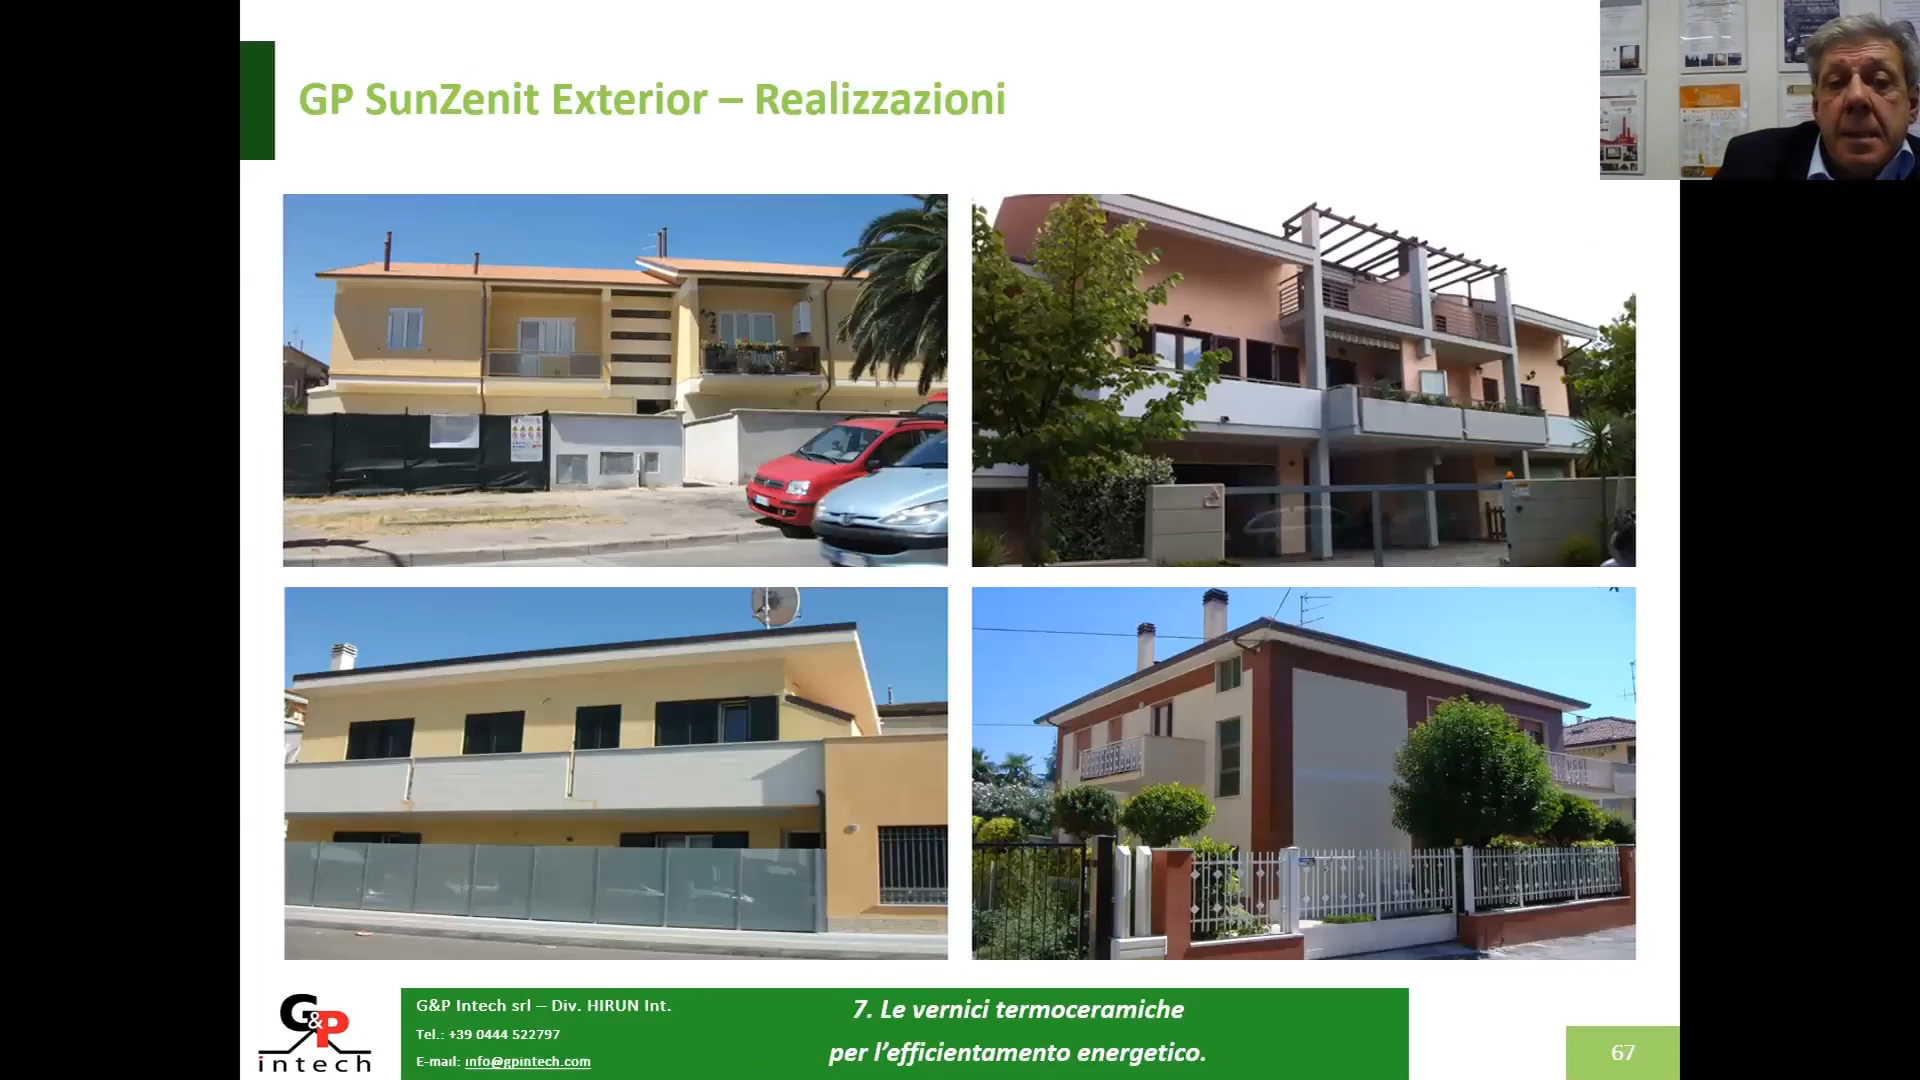 GP SunZenit Exterior – Realizzazioni
G&P
intech
G&P Intech srl – Div. HIRUN Int.
Tel.: +39 0444 522797
E-mail: info@gpintech.com
7. Le vernici termoceramiche
per l’efficientamento energetico.
67